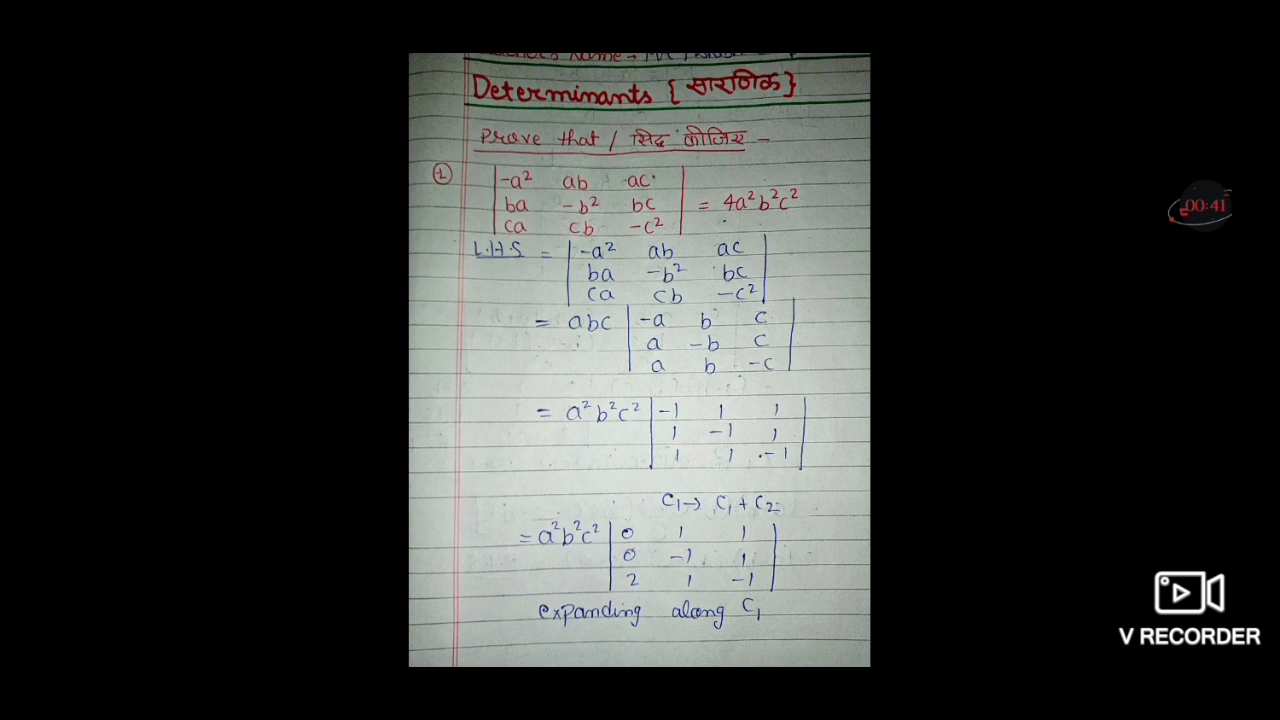 Determinants { सारणिक }
Prove that / सिद्ध कीजिए -
① | -a² ab ac |
| ba -b² bc | = 4a²b²c²
| ca cb -c² |
L.H.S = | -a² ab ac |
| ba -b² bc |
| ca cb -c² |
= abc | -a b c |
| a -b c |
| a b -c |
= a²b²c² | -1 1 1 |
| 1 -1 1 |
| 1 1 -1 |
C₁→ C₁ + C₂
= a²b²c² | 0 1 1 |
| 0 -1 1 |
| 2 1 -1 |
expanding along C₁
00:41
V RECORDER